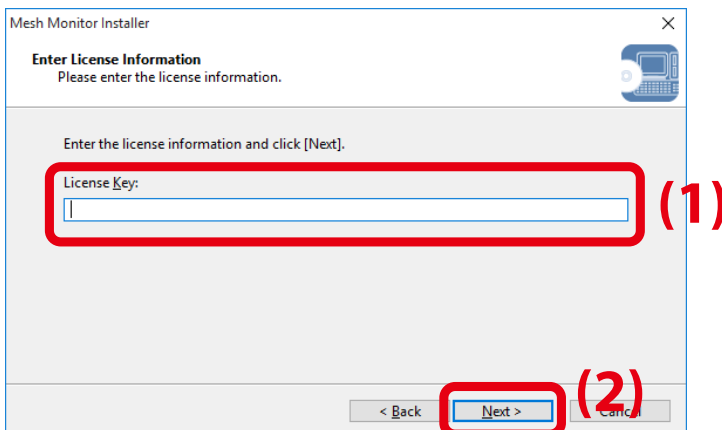 Mesh Monitor Installer
Enter License Information
Please enter the license information.
Enter the license information and click [Next].
License Key:
(1)
< Back
Next >
(2)
Cancel